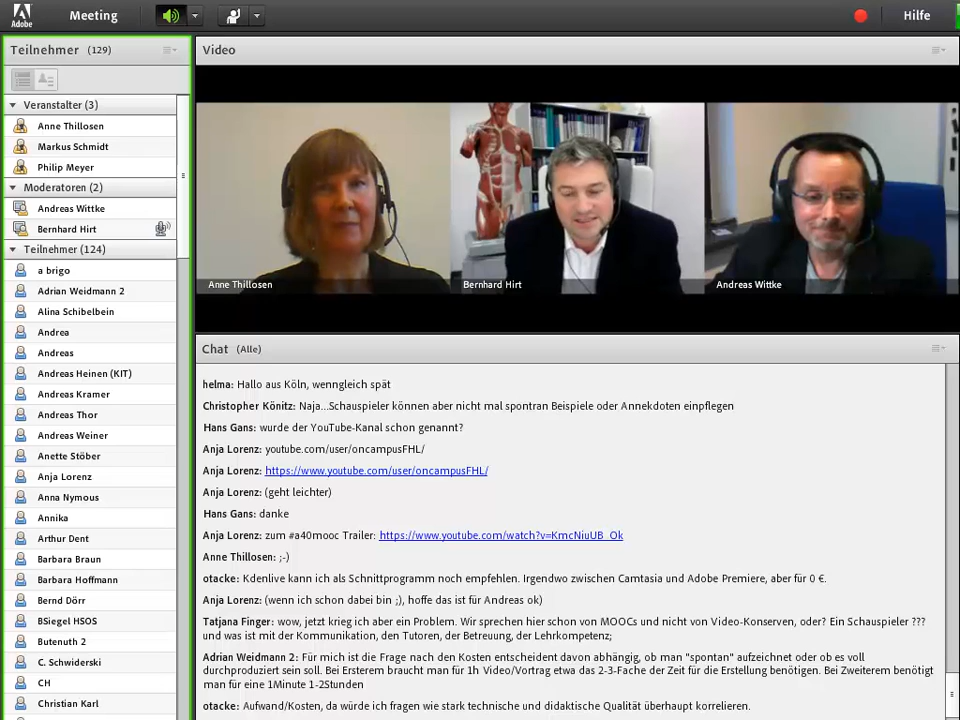 Adobe
Meeting
Hilfe
Teilnehmer (129)
Veranstalter (3)
Anne Thillosen
Markus Schmidt
Philip Meyer
Moderatoren (2)
Andreas Wittke
Bernhard Hirt
Teilnehmer (124)
a brigo
Adrian Weidmann 2
Alina Schibelbein
Andrea
Andreas
Andreas Heinen (KIT)
Andreas Kramer
Andreas Thor
Andreas Weiner
Anette Stöber
Anja Lorenz
Anna Nymous
Annika
Arthur Dent
Barbara Braun
Barbara Hoffmann
Bernd Dörr
BSiegel HSOS
Butenuth 2
C. Schwiderski
CH
Christian Karl
Video
Anne Thillosen
Bernhard Hirt
Andreas Wittke
Chat (Alle)
helma: Hallo aus Köln, wenngleich spät
Christopher Könitz: Naja...Schauspieler können aber nicht mal spontran Beispiele oder Annekdoten einpflegen
Hans Gans: wurde der YouTube-Kanal schon genannt?
Anja Lorenz: youtube.com/user/oncampusFHL/
Anja Lorenz: https://www.youtube.com/user/oncampusFHL/
Anja Lorenz: (geht leichter)
Hans Gans: danke
Anja Lorenz: zum #a40mooc Trailer: https://www.youtube.com/watch?v=KmcNiuUB_Ok
Anne Thillosen: ;-)
otacke: Kdenlive kann ich als Schnittprogramm noch empfehlen. Irgendwo zwischen Camtasia und Adobe Premiere, aber für 0 €.
Anja Lorenz: (wenn ich schon dabei bin ;), hoffe das ist für Andreas ok)
Tatjana Finger: wow, jetzt krieg ich aber ein Problem. Wir sprechen hier schon von MOOCs und nicht von Video-Konserven, oder? Ein Schauspieler ???
und was ist mit der Kommunikation, den Tutoren, der Betreuung, der Lehrkompetenz;
Adrian Weidmann 2: Für mich ist die Frage nach den Kosten entscheident davon abhängig, ob man "spontan" aufzeichnet oder ob es voll
durchproduziert sein soll. Bei Ersterem braucht man für 1h Video/Vortrag etwa das 2-3-Fache der Zeit für die Erstellung benötigen. Bei Zweiterem benötigt
man für eine 1Minute 1-2Stunden
otacke: Aufwand/Kosten, da würde ich fragen wie stark technische und didaktische Qualität überhaupt korrelieren.